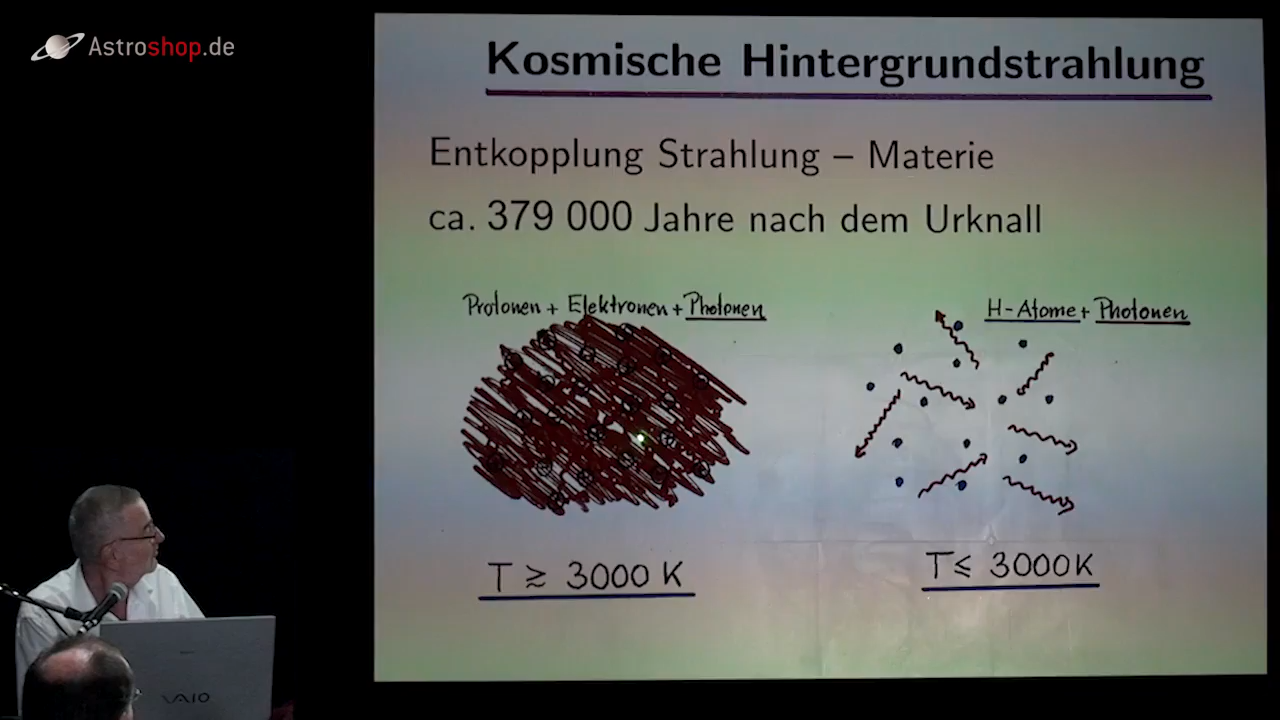 Astroshop.de
Kosmische Hintergrundstrahlung
Entkopplung Strahlung – Materie
ca. 379 000 Jahre nach dem Urknall
Protonen + Elektronen + Photonen
H-Atome + Photonen
T ≳ 3000 K
T ≤ 3000 K
VAIO